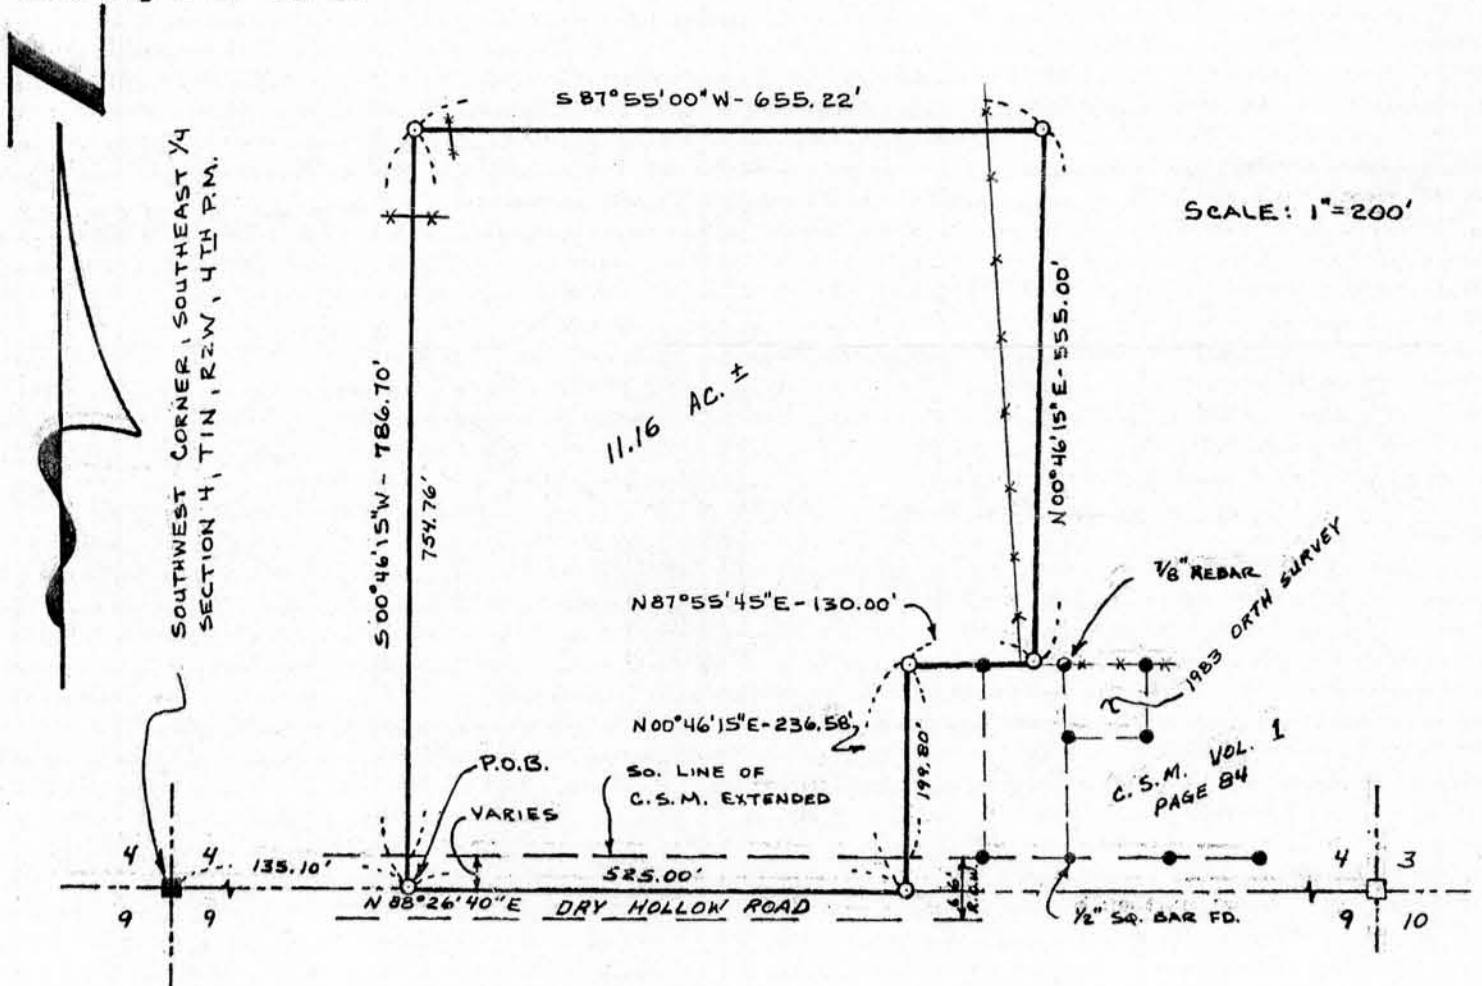 S 87°55'00" W - 655.22'
SOUTHWEST CORNER, SOUTHEAST 1/4
SECTION 4, T1N, R2W, 4TH P.M.
SCALE: 1"=200'
S 00°46'15" W - 786.70'
754.76'
11.16 AC. ±
N 00°46'15" E - 555.00'
N 87°55'45" E - 130.00'
7/8" REBAR
1983 ORTH SURVEY
N 00°46'15" E - 236.58'
199.80'
P.O.B.
VARIES
SO. LINE OF
C.S.M. EXTENDED
C.S.M. VOL. 1
PAGE 84
4 4
135.10'
525.00'
4 3
9 9
N 88°26'40" E DRY HOLLOW ROAD
66'
R.O.W.
1/2" SQ. BAR FD.
9 10